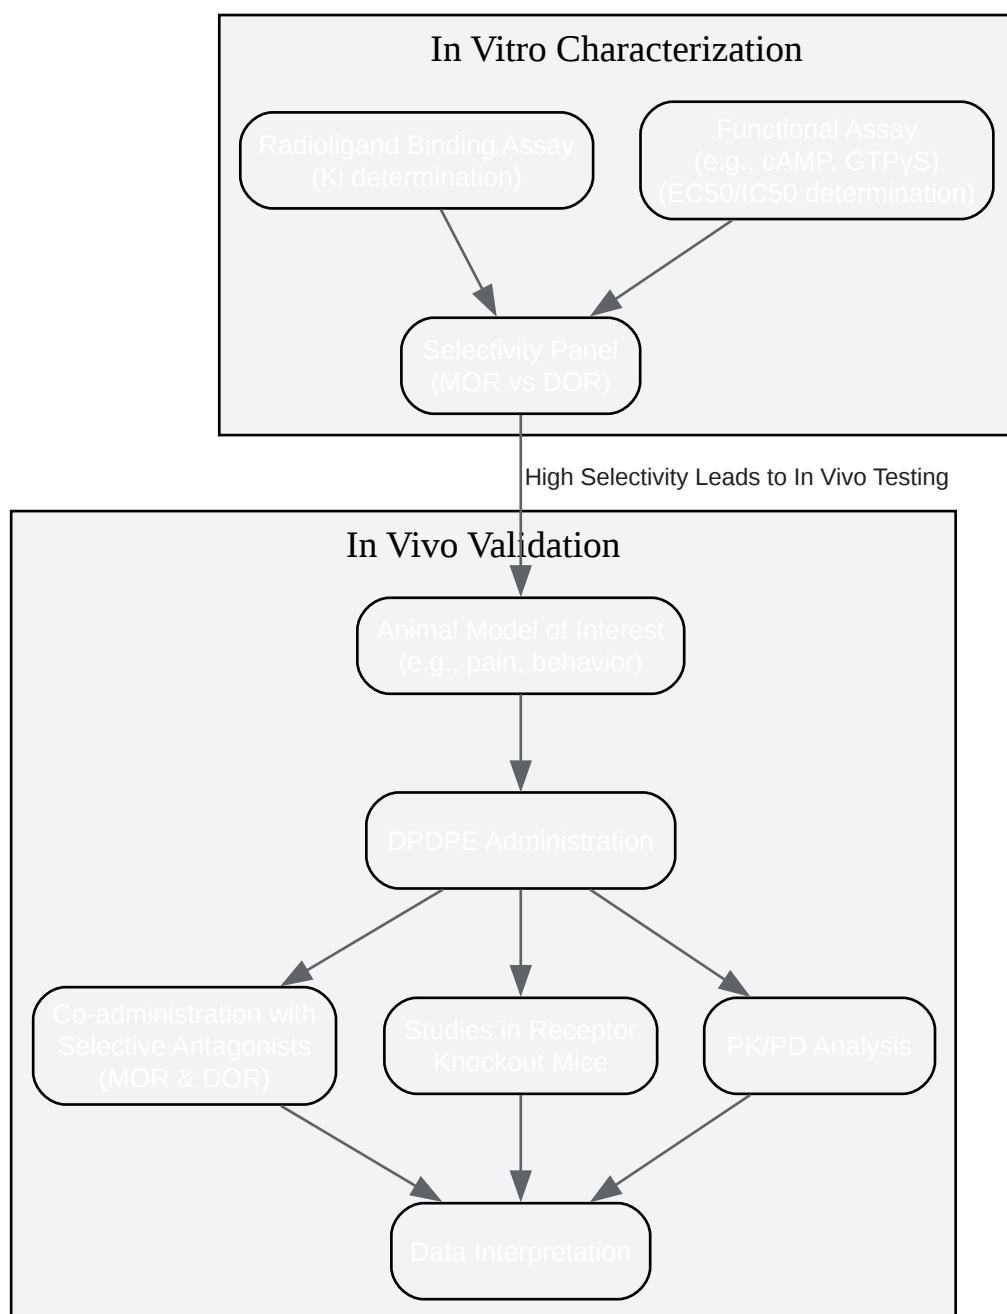 In Vitro Characterization
Radioligand Binding Assay
(Ki determination)
Functional Assay
(e.g., cAMP, GTPγS)
(EC50/IC50 determination)
Selectivity Panel
(MOR vs DOR)
High Selectivity Leads to In Vivo Testing
In Vivo Validation
Animal Model of Interest
(e.g., pain, behavior)
DPDPE Administration
Co-administration with
Selective Antagonists
(MOR & DOR)
Studies in Receptor
Knockout Mice
PK/PD Analysis
Data Interpretation